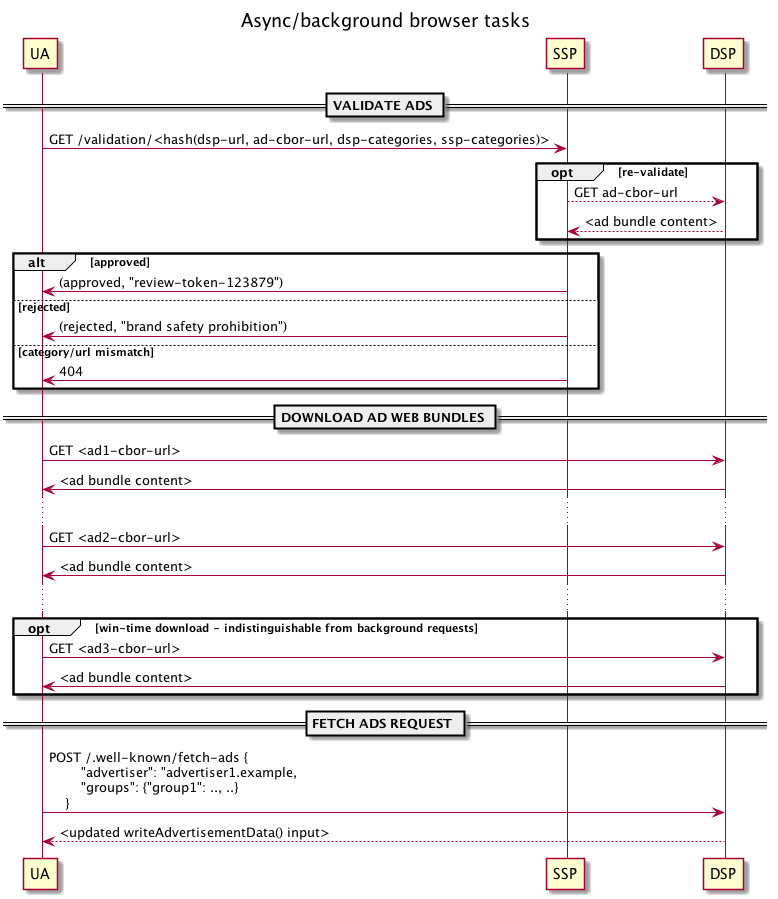 Async/background browser tasks
UA
SSP
DSP
VALIDATE ADS
GET /validation/<hash(dsp-url, ad-cbor-url, dsp-categories, ssp-categories)>
opt
[re-validate]
GET ad-cbor-url
<ad bundle content>
alt
[approved]
(approved, "review-token-123879")
[rejected]
(rejected, "brand safety prohibition")
[category/url mismatch]
404
DOWNLOAD AD WEB BUNDLES
GET <ad1-cbor-url>
<ad bundle content>
GET <ad2-cbor-url>
<ad bundle content>
opt
[win-time download - indistinguishable from background requests]
GET <ad3-cbor-url>
<ad bundle content>
FETCH ADS REQUEST
POST /.well-known/fetch-ads {
"advertiser": "advertiser1.example,
"groups": {"group1": .., ..}
}
<updated writeAdvertisementData() input>
UA
SSP
DSP